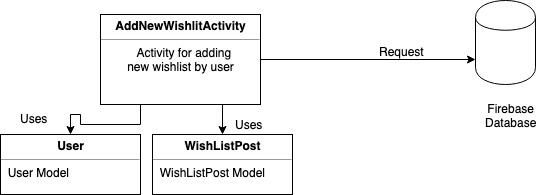 AddNewWishlitActivity
Activity for adding
new wishlist by user
Request
Firebase
Database
Uses
Uses
User
User Model
WishListPost
WishListPost Model